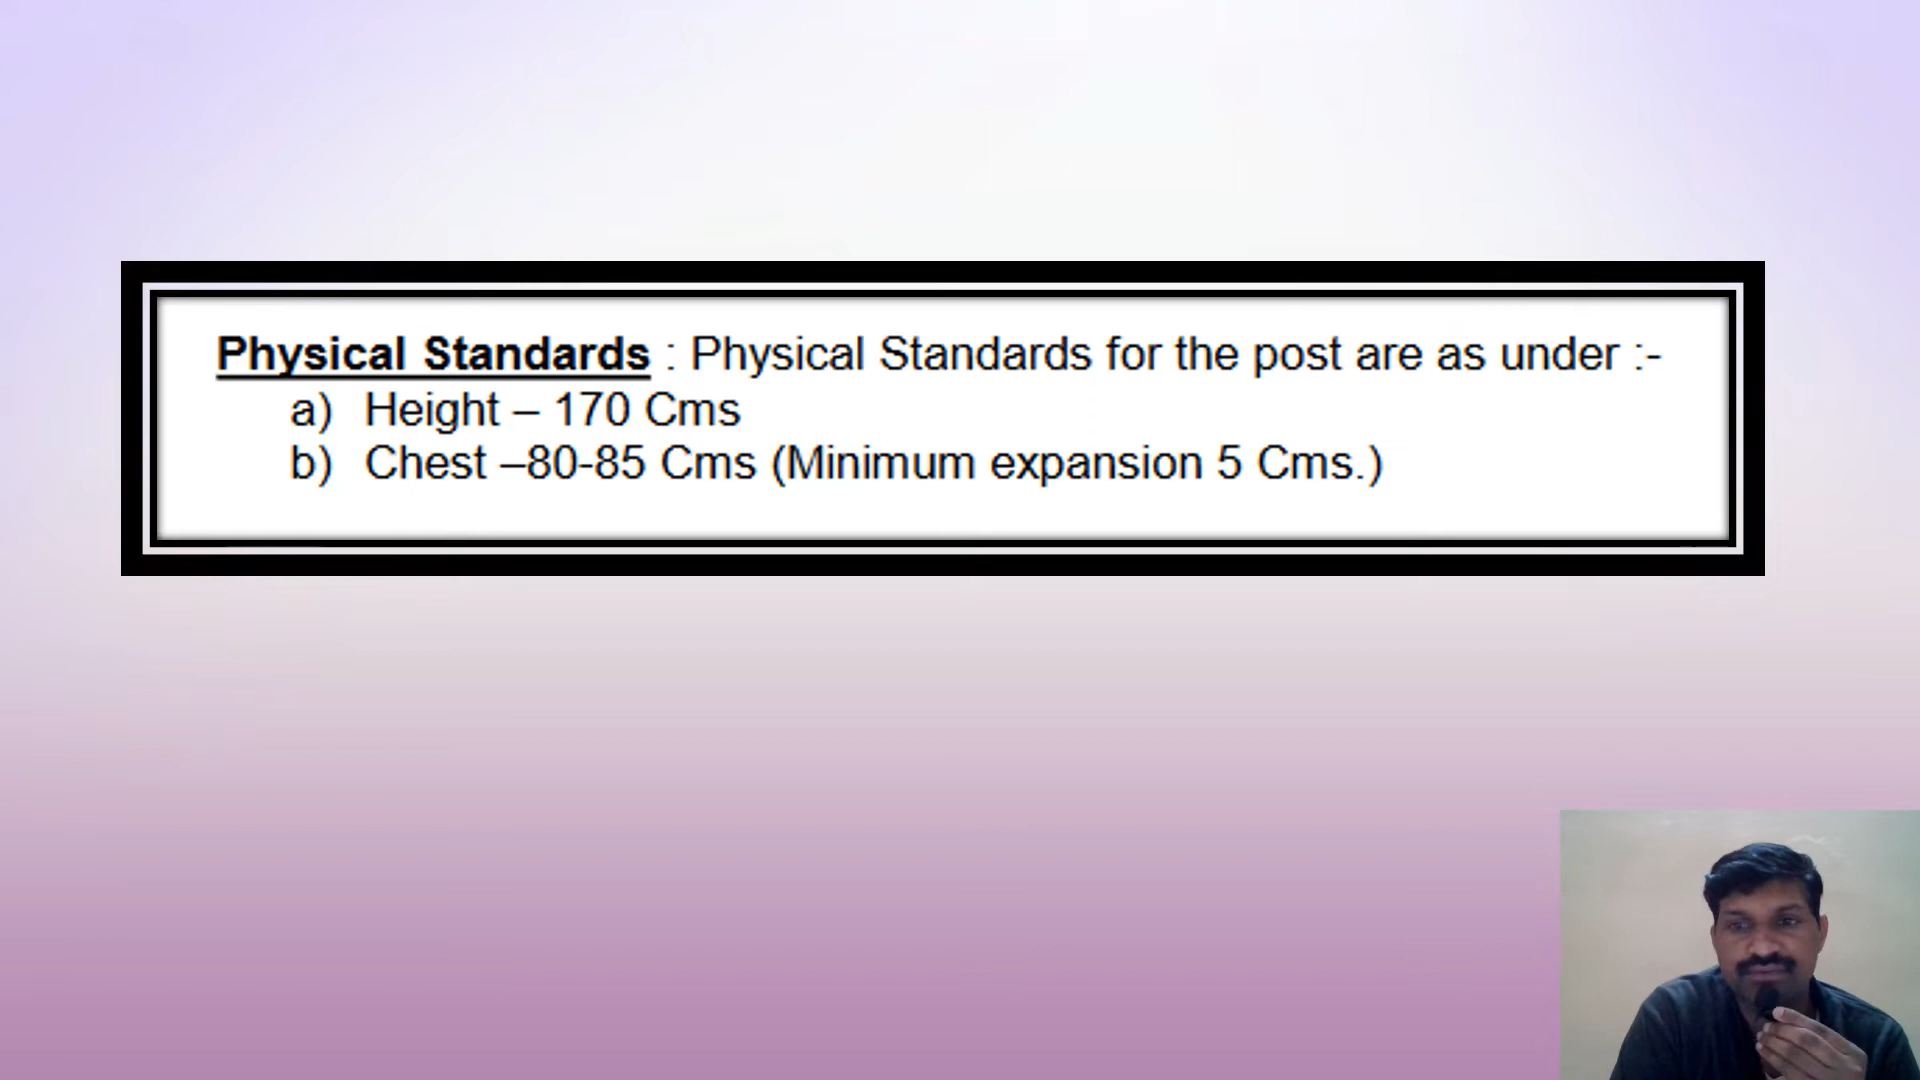 Physical Standards : Physical Standards for the post are as under :-
a) Height – 170 Cms
b) Chest –80-85 Cms (Minimum expansion 5 Cms.)